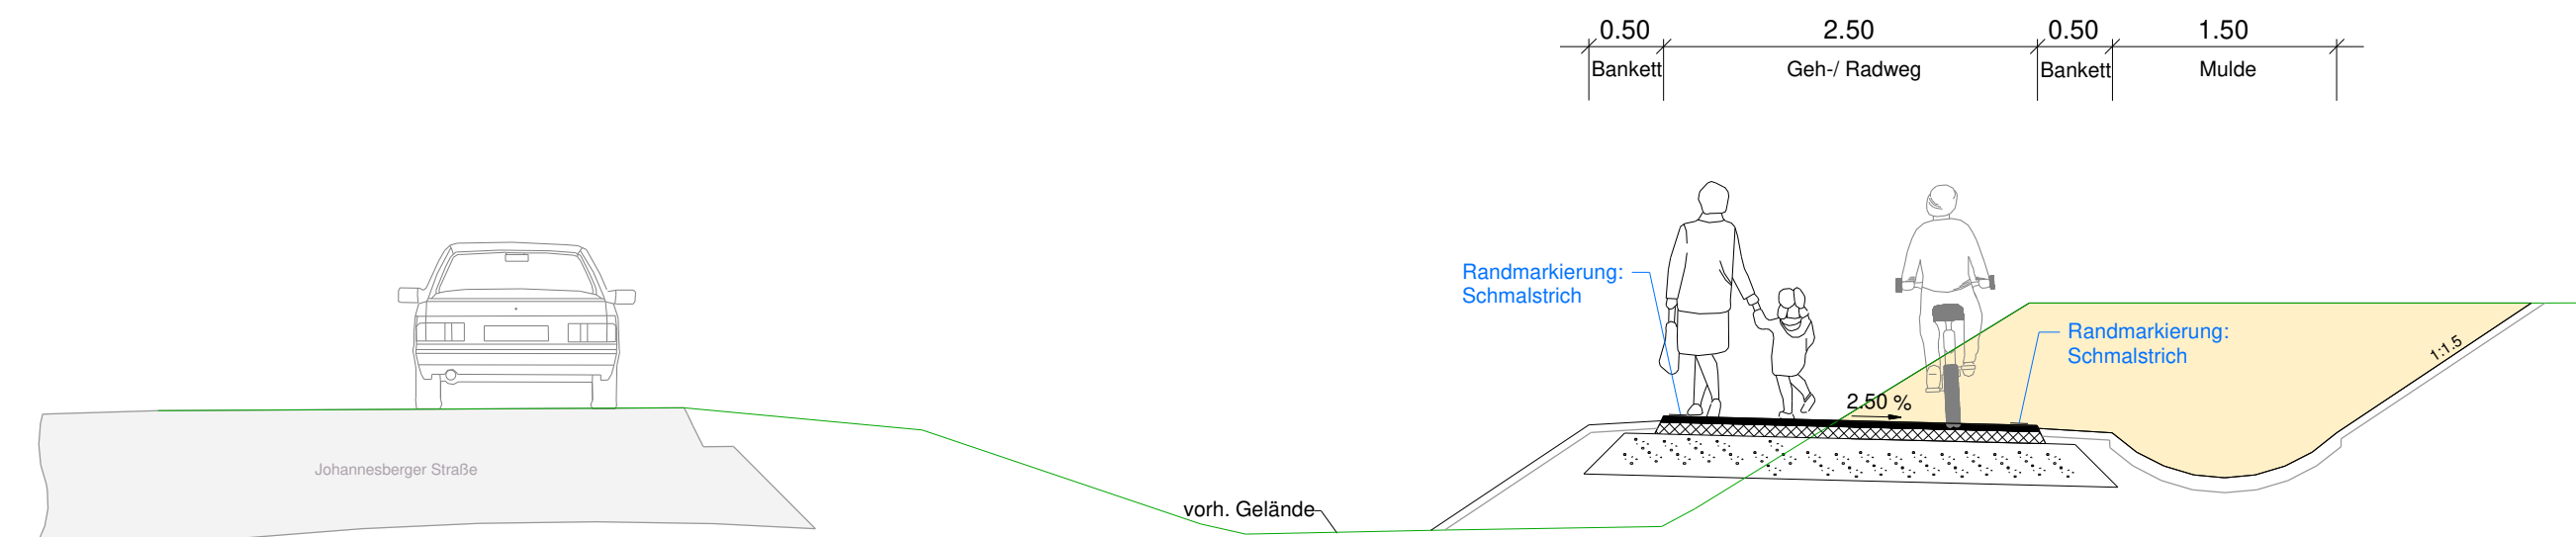 0.50 2.50 0.50 1.50
Bankett Geh-/ Radweg Bankett Mulde
Randmarkierung:
Schmalstrich
Randmarkierung:
Schmalstrich
1:1.5
2.50 %
Johannesberger Straße
vorh. Gelände